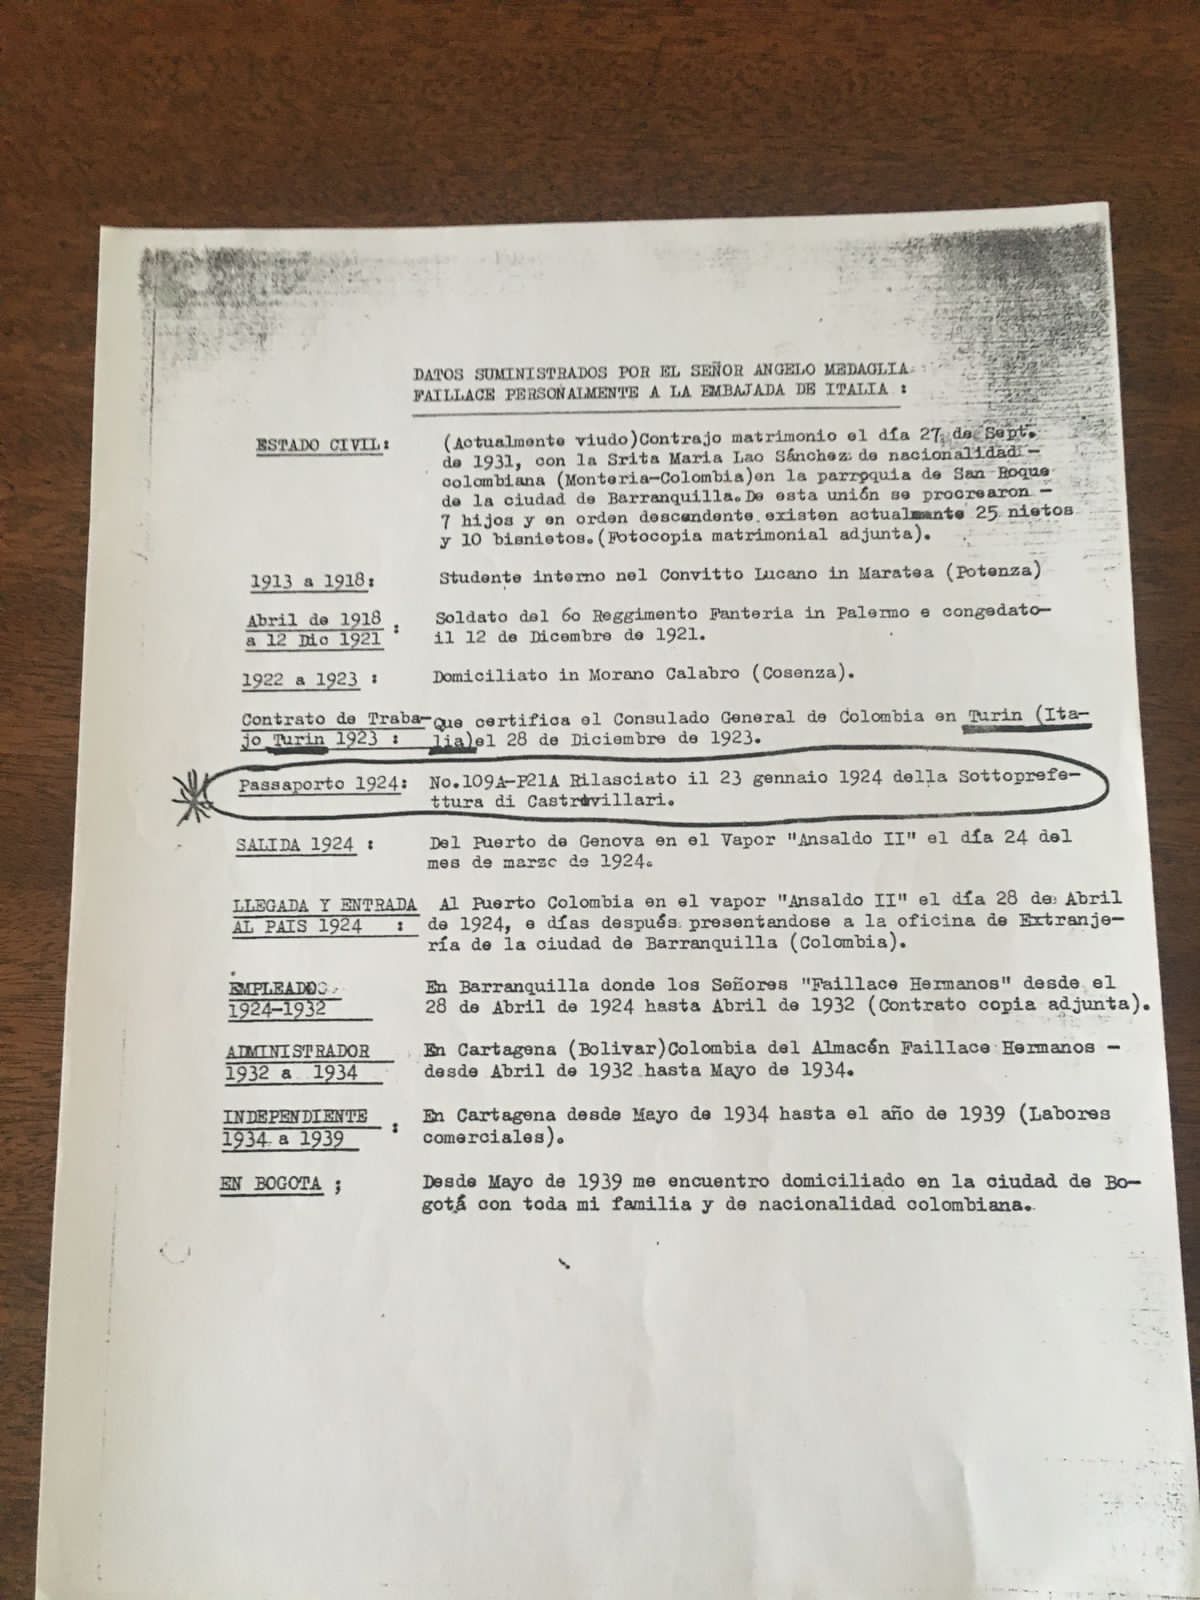 DATOS SUMINISTRADOS POR EL SEÑOR ANGELO MEDAGLIA
FAILLACE PERSONALMENTE A LA EMBAJADA DE ITALIA :
ESTADO CIVIL: (Actualmente viudo)Contrajo matrimonio el día 27 de Sept.
de 1931, con la Srita Maria Lao Sánchez de nacionalidad -
colombiana (Monteria-Colombia)en la parroquia de San Roque
de la ciudad de Barranquilla.De esta unión se procrearon -
7 hijos y en orden descendente existen actualmante 25 nietos
y 10 bisnietos.(Fotocopia matrimonial adjunta).
1913 a 1918: Studente interno nel Convitto Lucano in Maratea (Potenza)
Abril de 1918
a 12 Dic 1921 : Soldato del 6o Reggimento Fanteria in Palermo e congedato-
il 12 de Dicembre de 1921.
1922 a 1923 : Domiciliato in Morano Calabro (Cosenza).
Contrato de Traba- Que certifica el Consulado General de Colombia en Turin (Ita-
jo Turin 1923 : lia)el 28 de Diciembre de 1923.
Passaporto 1924: No.109A-P21A Rilasciato il 23 gennaio 1924 della Sottoprefe-
ttura di Castrovillari.
SALIDA 1924 : Del Puerto de Genova en el Vapor "Ansaldo II" el día 24 del
mes de marzo de 1924.
LLEGADA Y ENTRADA Al Puerto Colombia en el vapor "Ansaldo II" el día 28 de Abril
AL PAIS 1924 : de 1924, e días después presentandose a la oficina de Extranje-
ría de la ciudad de Barranquilla (Colombia).
EMPLEADO En Barranquilla donde los Señores "Faillace Hermanos" desde el
1924-1932 28 de Abril de 1924 hasta Abril de 1932 (Contrato copia adjunta).
ADMINISTRADOR En Cartagena (Bolivar)Colombia del Almacén Faillace Hermanos -
1932 a 1934 desde Abril de 1932 hasta Mayo de 1934.
INDEPENDIENTE : En Cartagena desde Mayo de 1934 hasta el año de 1939 (Labores
1934 a 1939 comerciales).
EN BOGOTA ; Desde Mayo de 1939 me encuentro domiciliado en la ciudad de Bo-
gotá con toda mi familia y de nacionalidad colombiana.